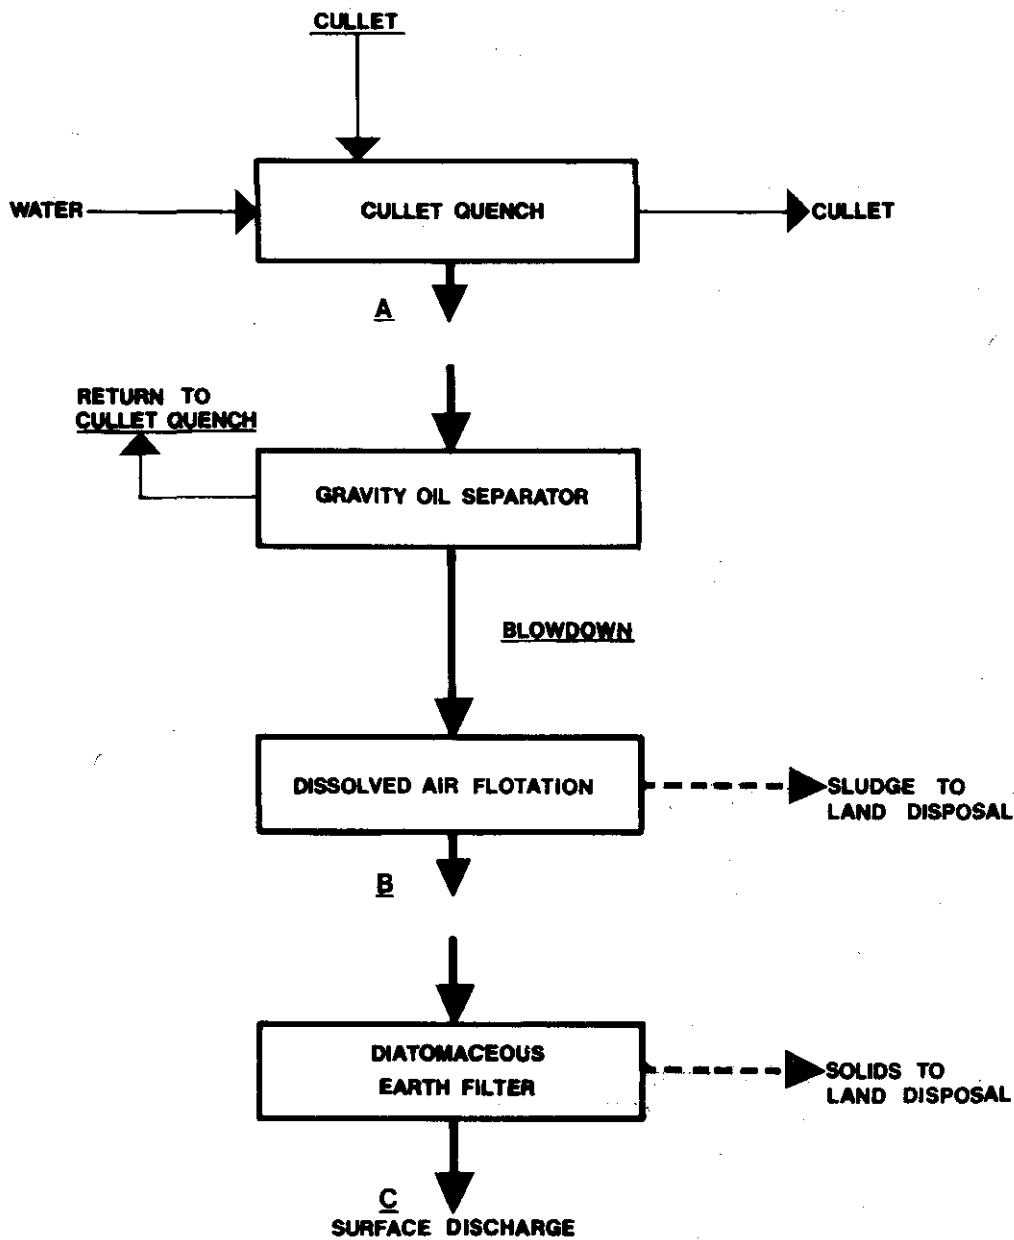 CULLET
WATER
CULLET QUENCH
CULLET
A
RETURN TO
CULLET QUENCH
GRAVITY OIL SEPARATOR
BLOWDOWN
DISSOLVED AIR FLOTATION
SLUDGE TO
LAND DISPOSAL
B
DIATOMACEOUS
EARTH FILTER
SOLIDS TO
LAND DISPOSAL
C
SURFACE DISCHARGE